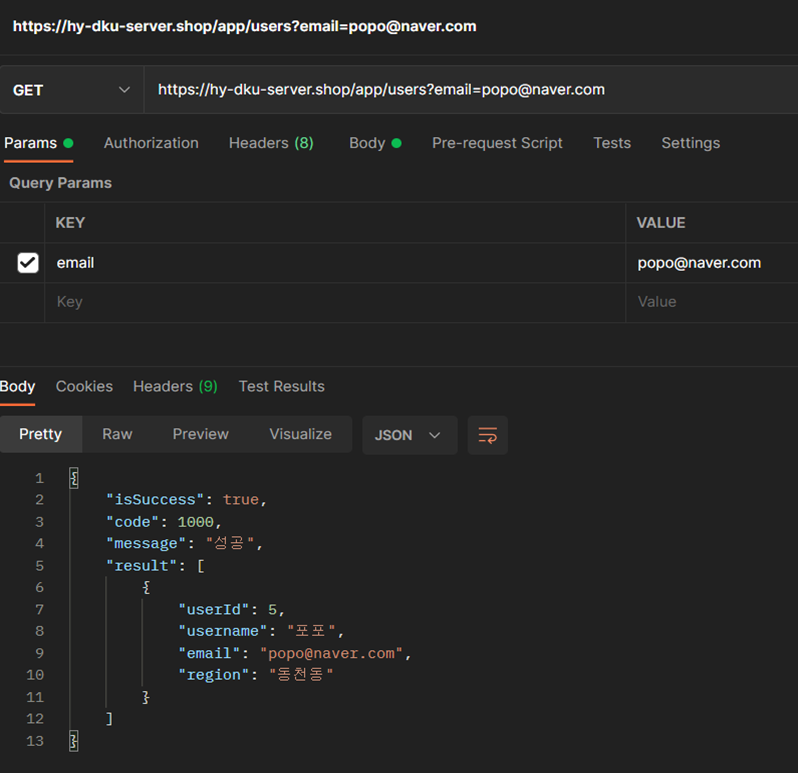 https://hy-dku-server.shop/app/users?email=popo@naver.com
GET https://hy-dku-server.shop/app/users?email=popo@naver.com
Params Authorization Headers (8) Body Pre-request Script Tests Settings
Query Params
KEY VALUE
email popo@naver.com
Key Value
Body Cookies Headers (9) Test Results
Pretty Raw Preview Visualize JSON
1 {
2 "isSuccess": true,
3 "code": 1000,
4 "message": "성공",
5 "result": [
6 {
7 "userId": 5,
8 "username": "포포",
9 "email": "popo@naver.com",
10 "region": "동천동"
11 }
12 ]
13 }